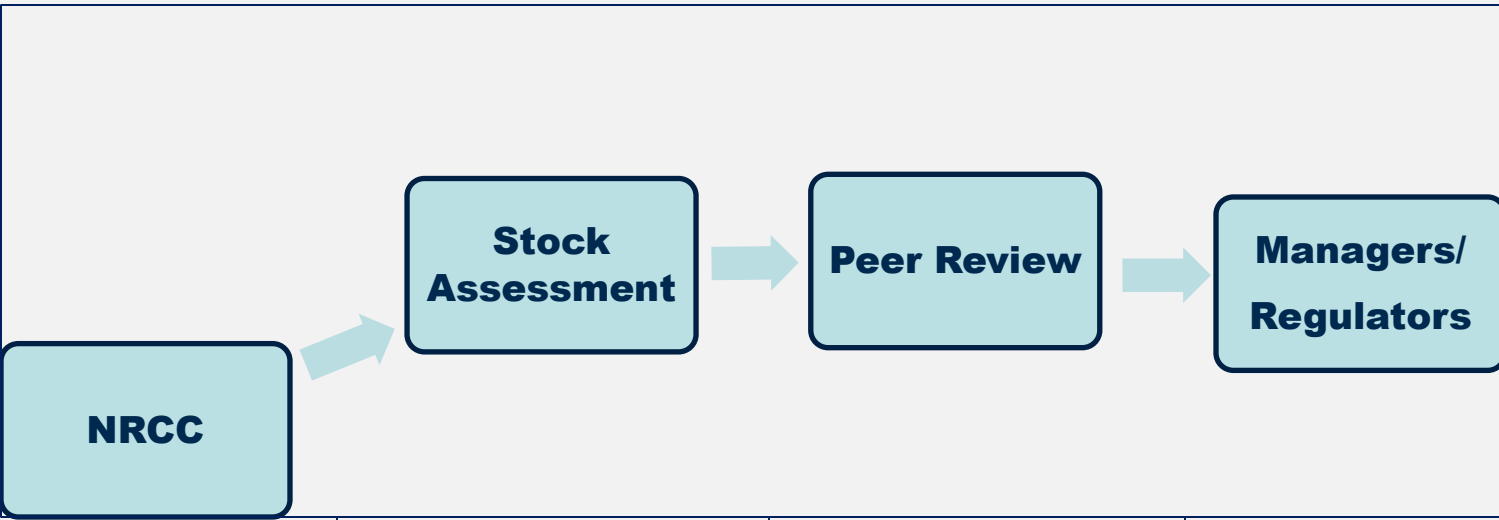 Stock
Assessment
Peer Review
Managers/
Regulators
NRCC